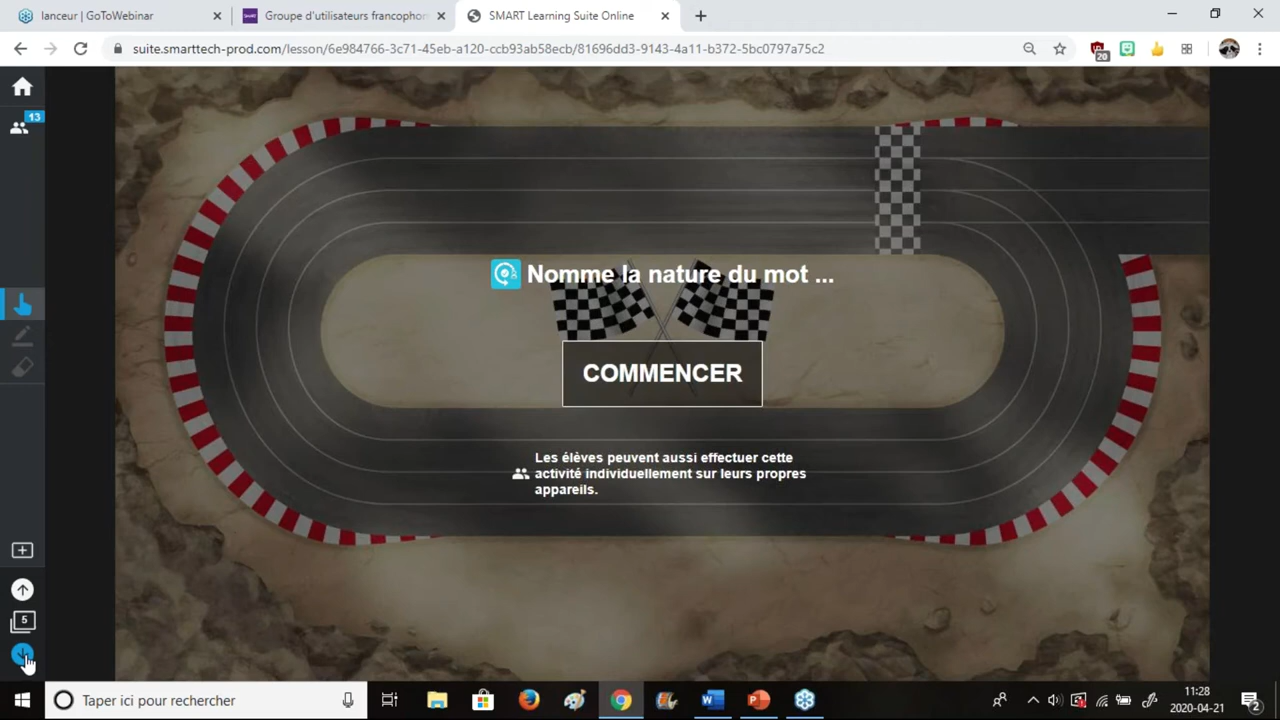 lanceur | GoToWebinar
Groupe d'utilisateurs francophon
SMART Learning Suite Online
suite.smarttech-prod.com/lesson/6e984766-3c71-45eb-a120-ccb93ab58ecb/81696dd3-9143-4a11-b372-5bc0797a75c2
20
13
Nomme la nature du mot ...
COMMENCER
Les élèves peuvent aussi effectuer cette
activité individuellement sur leurs propres
appareils.
5
Taper ici pour rechercher
11:28
2020-04-21
2